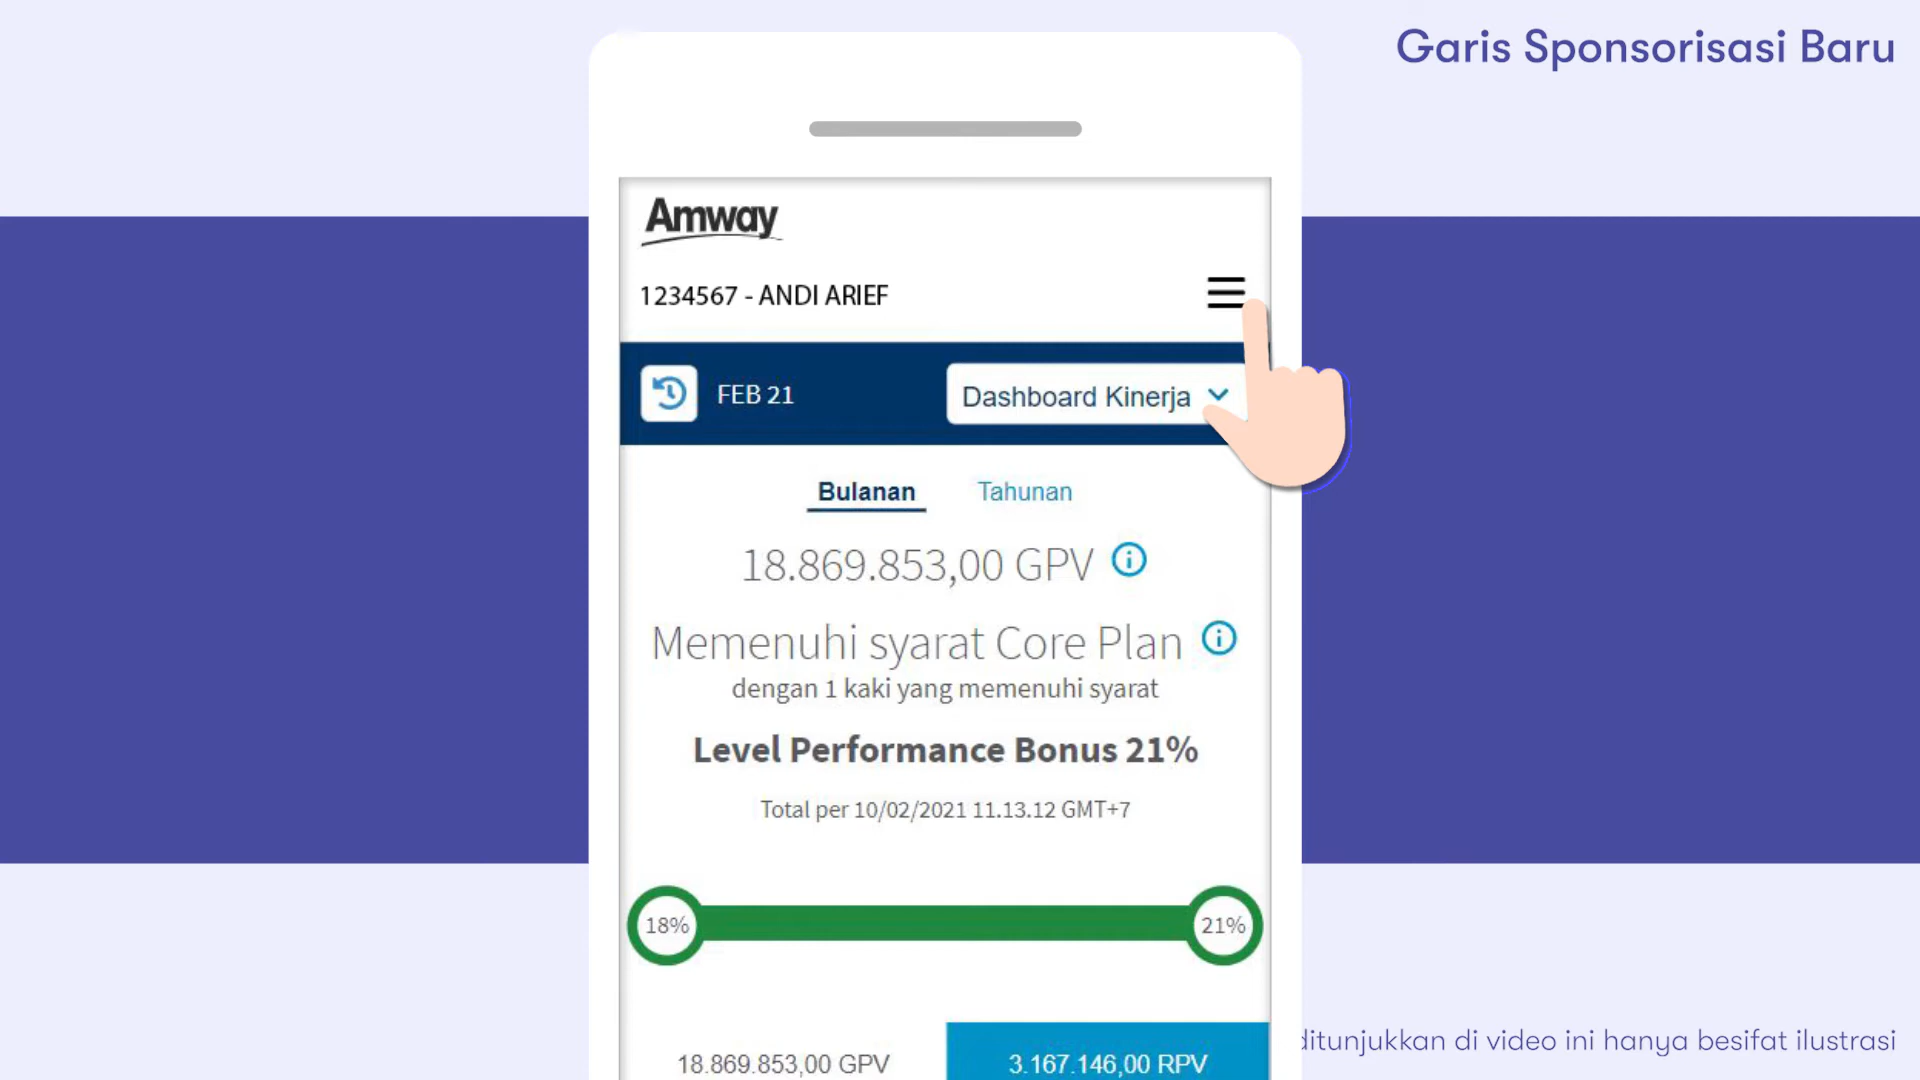 Garis Sponsorisasi Baru
Amway
1234567 - ANDI ARIEF
FEB 21
Dashboard Kinerja
Bulanan
Tahunan
18.869.853,00 GPV
Memenuhi syarat Core Plan
dengan 1 kaki yang memenuhi syarat
Level Performance Bonus 21%
Total per 10/02/2021 11.13.12 GMT+7
18%
21%
18.869.853,00 GPV
3.167.146,00 RPV
ditunjukkan di video ini hanya besifat ilustrasi